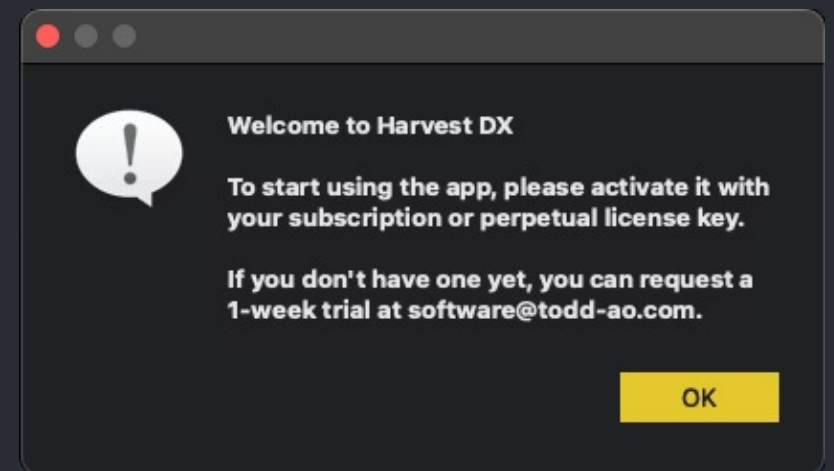 Welcome to Harvest DX
To start using the app, please activate it with
your subscription or perpetual license key.
If you don't have one yet, you can request a
1-week trial at software@todd-ao.com.
OK